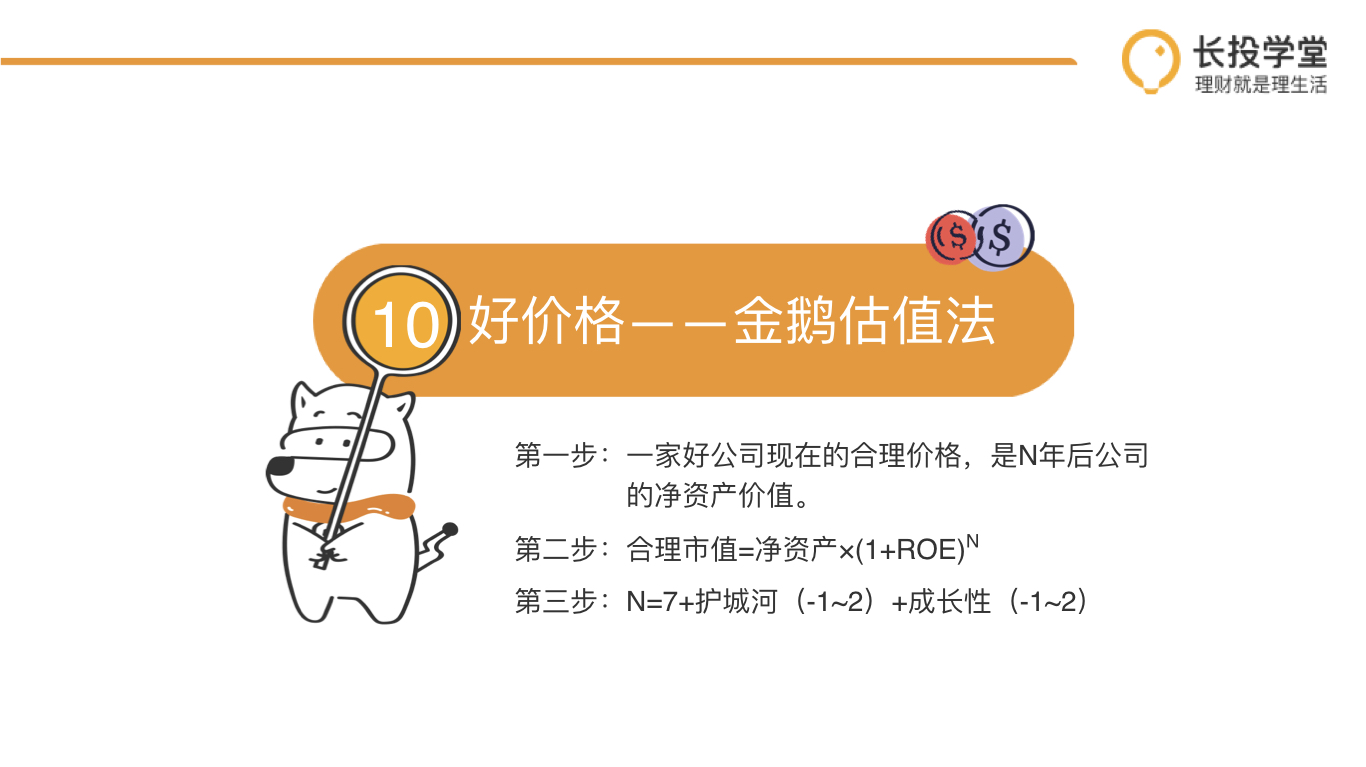 长投学堂
理财就是理生活
10 好价格——金鹅估值法
第一步：一家好公司现在的合理价格，是N年后公司
的净资产价值。
第二步：合理市值=净资产×(1+ROE)ᴺ
第三步：N=7+护城河（-1~2）+成长性（-1~2）